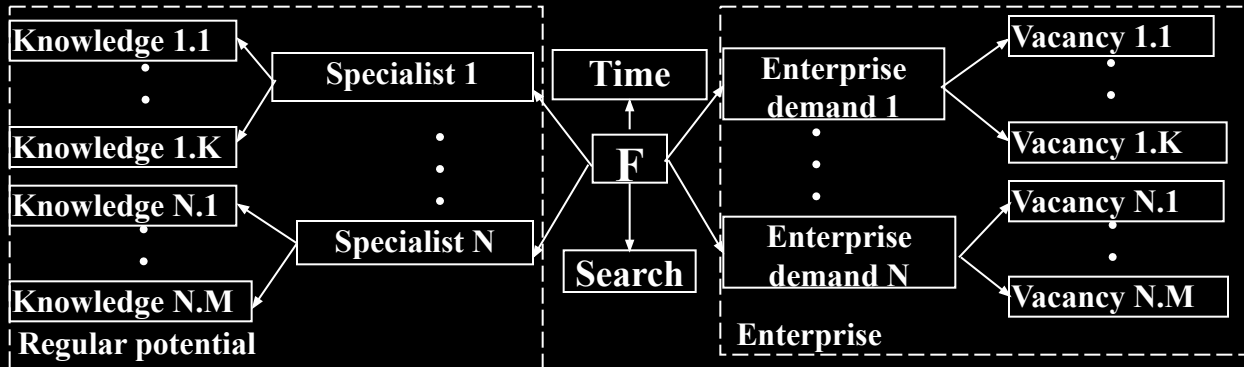 Knowledge 1.1
Knowledge 1.K
Knowledge N.1
Knowledge N.M
Regular potential
Specialist 1
Specialist N
Time
F
Search
Enterprise
demand 1
Enterprise
demand N
Vacancy 1.1
Vacancy 1.K
Vacancy N.1
Vacancy N.M
Enterprise